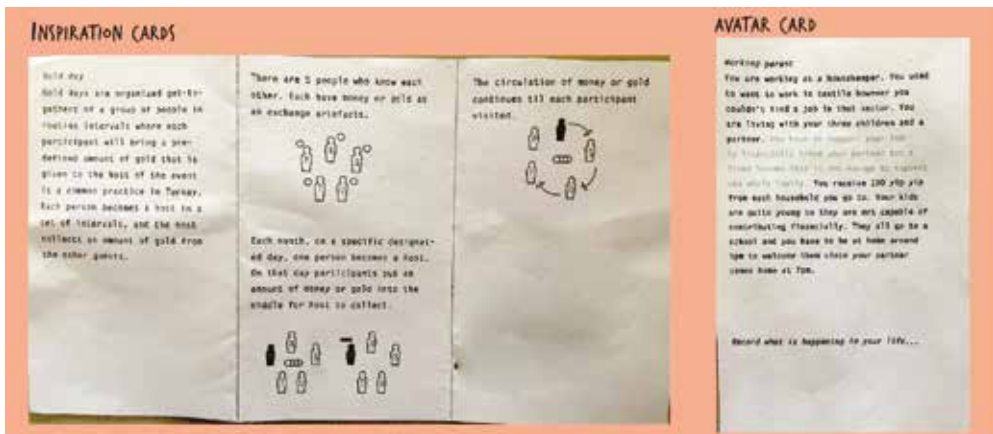 INSPIRATION CARDS
Gold day
Gold days are organized get-to-
gathers of a group of people in
routine intervals where each
participant will bring a pre-
defined amount of gold that is
given to the host of the event
is a common practice in Turkey.
Each person becomes a host in a
set of intervals, and the host
collects an amount of gold from
the other guests.
There are 5 people who know each
other. Each have money or gold as
an exchange artefacts.
Each month, on a specific designat-
ed day, one person becomes a host.
On that day participants put an
amount of money or gold into the
middle for host to collect.
The circulation of money or gold
continues till each participant
visited.
AVATAR CARD
Working parent
You are working as a housekeeper. You used
to want to work in textile however you
couldn't find a job in that sector. You
are living with your three children and a
partner.
You receive 200 yip yip
from each household you go to. Your kids
are quite young so they are not capable of
contributing financially. They all go to a
school and you have to be at home around
to welcome them since your partner
comes home at 7pm.
Record what is happening in your life...